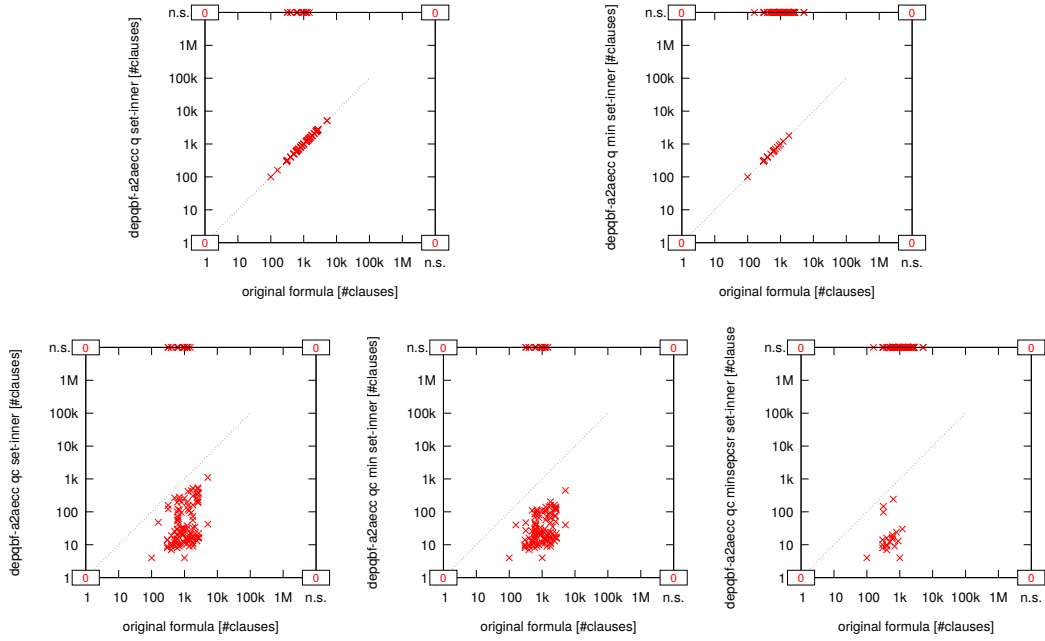 n.s. 0 0
1M
100k
10k
1k
100
10
1 0 0
1 10 100 1k 10k 100k 1M n.s.
original formula [#clauses]
depqbf-a2aecc q set-inner [#clauses]
n.s. 0 0
1M
100k
10k
1k
100
10
1 0 0
1 10 100 1k 10k 100k 1M n.s.
original formula [#clauses]
depqbf-a2aecc q min set-inner [#clauses]
n.s. 0 0
1M
100k
10k
1k
100
10
1 0 0
1 10 100 1k 10k 100k 1M n.s.
original formula [#clauses]
depqbf-a2aecc qc set-inner [#clauses]
n.s. 0 0
1M
100k
10k
1k
100
10
1 0 0
1 10 100 1k 10k 100k 1M n.s.
original formula [#clauses]
depqbf-a2aecc qc min set-inner [#clauses]
n.s. 0 0
1M
100k
10k
1k
100
10
1 0 0
1 10 100 1k 10k 100k 1M n.s.
original formula [#clauses]
depqbf-a2aecc qc minsepcsr set-inner [#clause